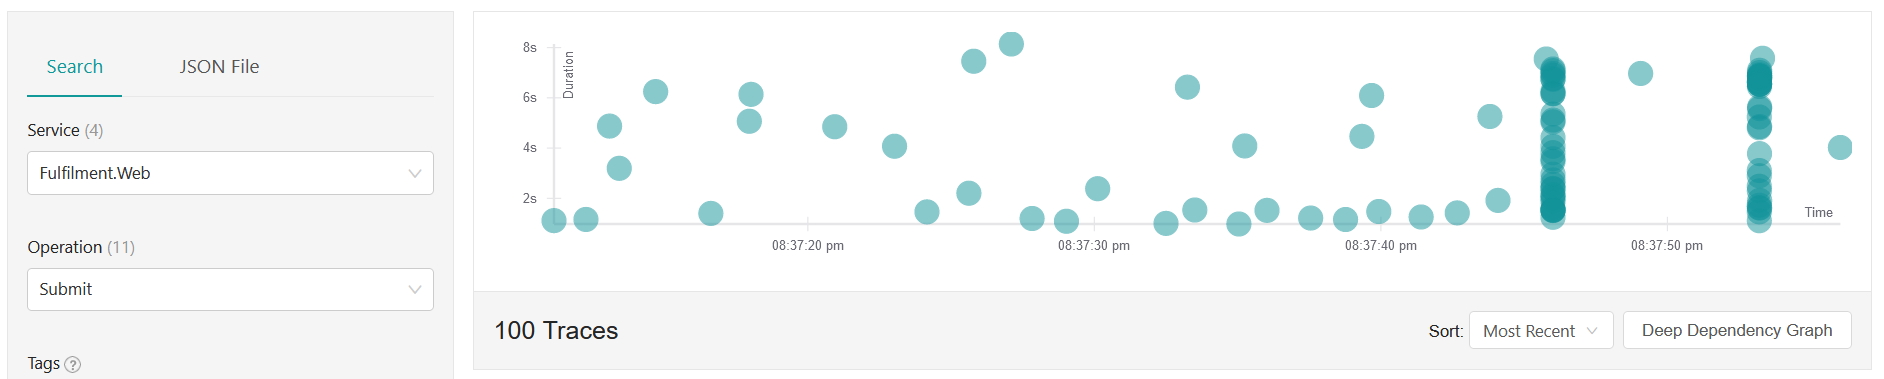 Search
JSON File
Service (4)
Fulfilment.Web
Operation (11)
Submit
Tags ?
8s
6s
4s
2s
Duration
Time
08:37:20 pm
08:37:30 pm
08:37:40 pm
08:37:50 pm
100 Traces
Sort: Most Recent
Deep Dependency Graph